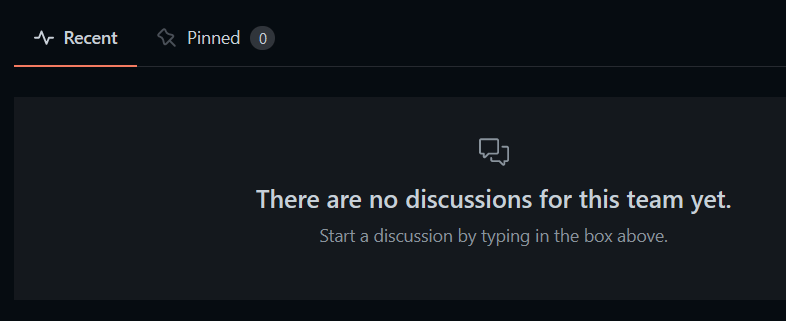 Recent Pinned 0
There are no discussions for this team yet.
Start a discussion by typing in the box above.